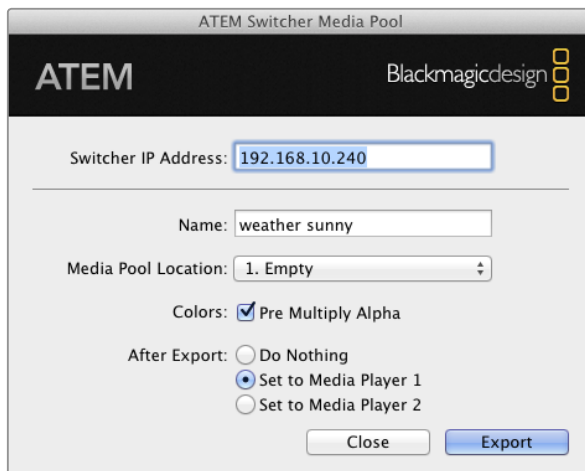 ATEM Switcher Media Pool
ATEM
Blackmagicdesign
Switcher IP Address: 192.168.10.240
Name: weather sunny
Media Pool Location: 1. Empty
Colors: Pre Multiply Alpha
After Export: Do Nothing
Set to Media Player 1
Set to Media Player 2
Close Export